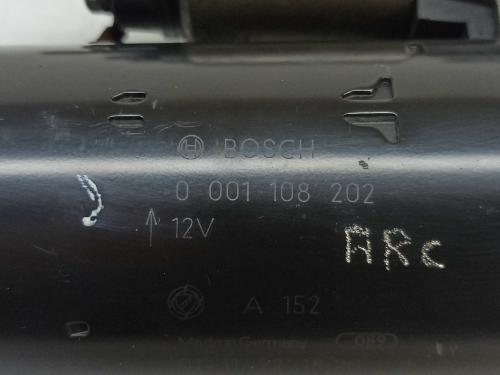 BOSCH
0 001 108 202
12V
ARC
A 152
Made in Germany
089